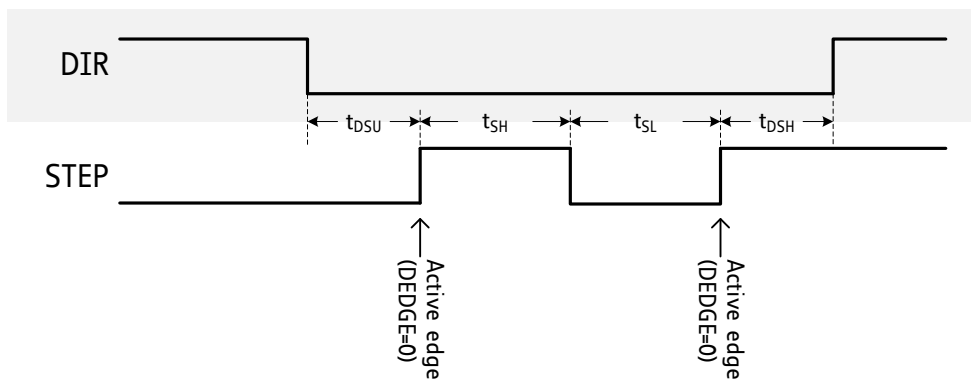 DIR
tDSU
tSH
tSL
tDSH
STEP
Active edge
(DEDGE=0)
Active edge
(DEDGE=0)